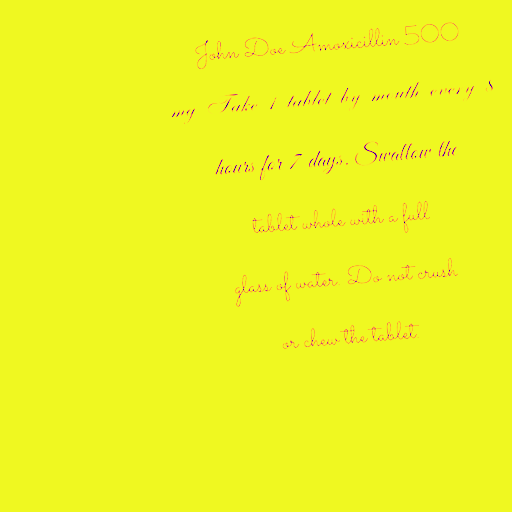 John Doe Amoxicillin 500
mg Take 1 tablet by mouth every 8
hours for 7 days. Swallow the
tablet whole with a full
glass of water. Do not crush
or chew the tablet